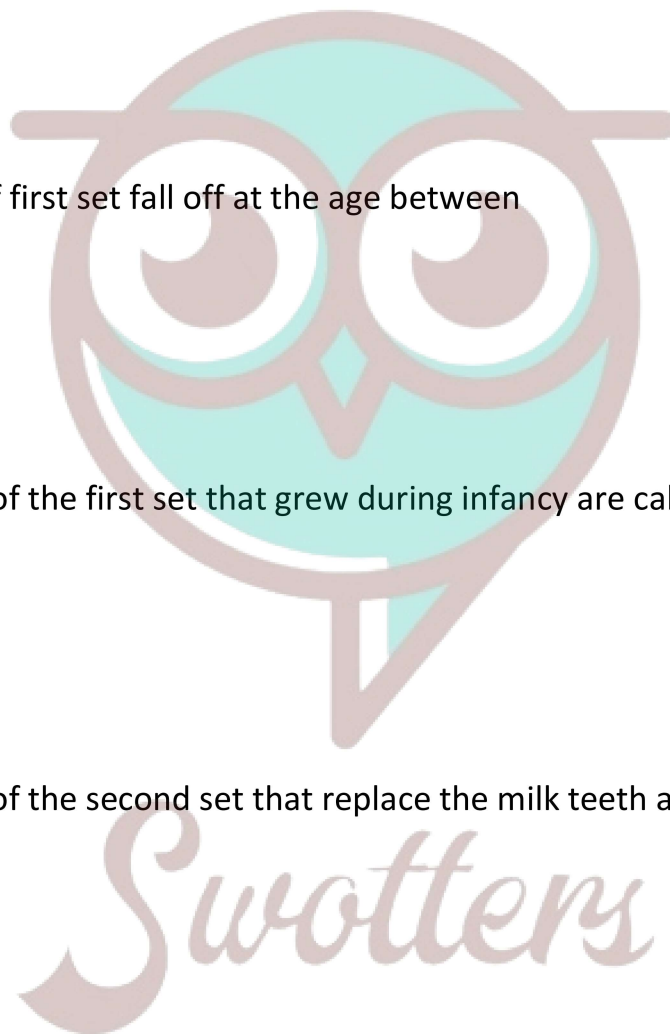 first set fall off at the age between
of the first set that grew during infancy are
of the second set that replace the milk teeth
Swotters